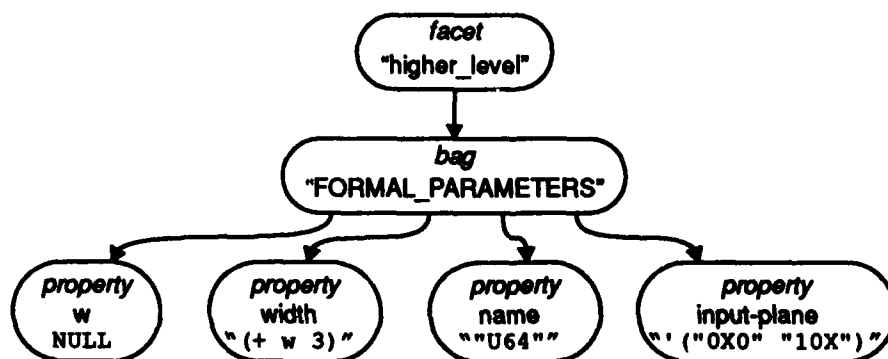 facet
"higher_level"
bag
"FORMAL_PARAMETERS"
property
w
NULL
property
width
"(+ w 3)"
property
name
""U64""
property
input-plane
"'("0X0" "10X")"